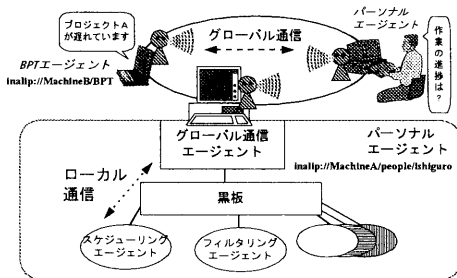 プロジェクトA
が遅れています
グローバル通信
パーソナル
エージェント
作業の進捗は?
BPTエージェント
inalip://MachineB/BPT
グローバル通信
エージェント
パーソナル
エージェント
inalip://MachineA/people/ishiguro
ローカル
通信
黒板
スケジューリング
エージェント
フィルタリング
エージェント